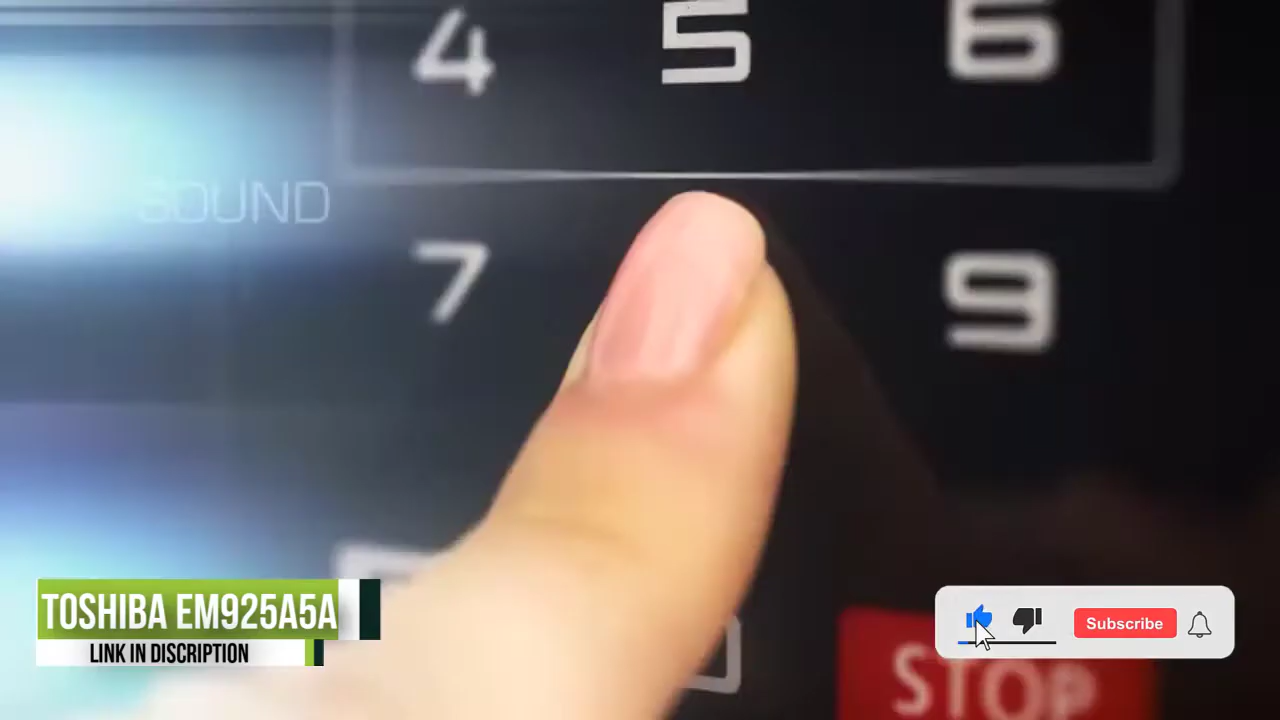 4 5 6
SOUND
7 9
STOP
TOSHIBA EM925A5A
LINK IN DISCRIPTION
Subscribe